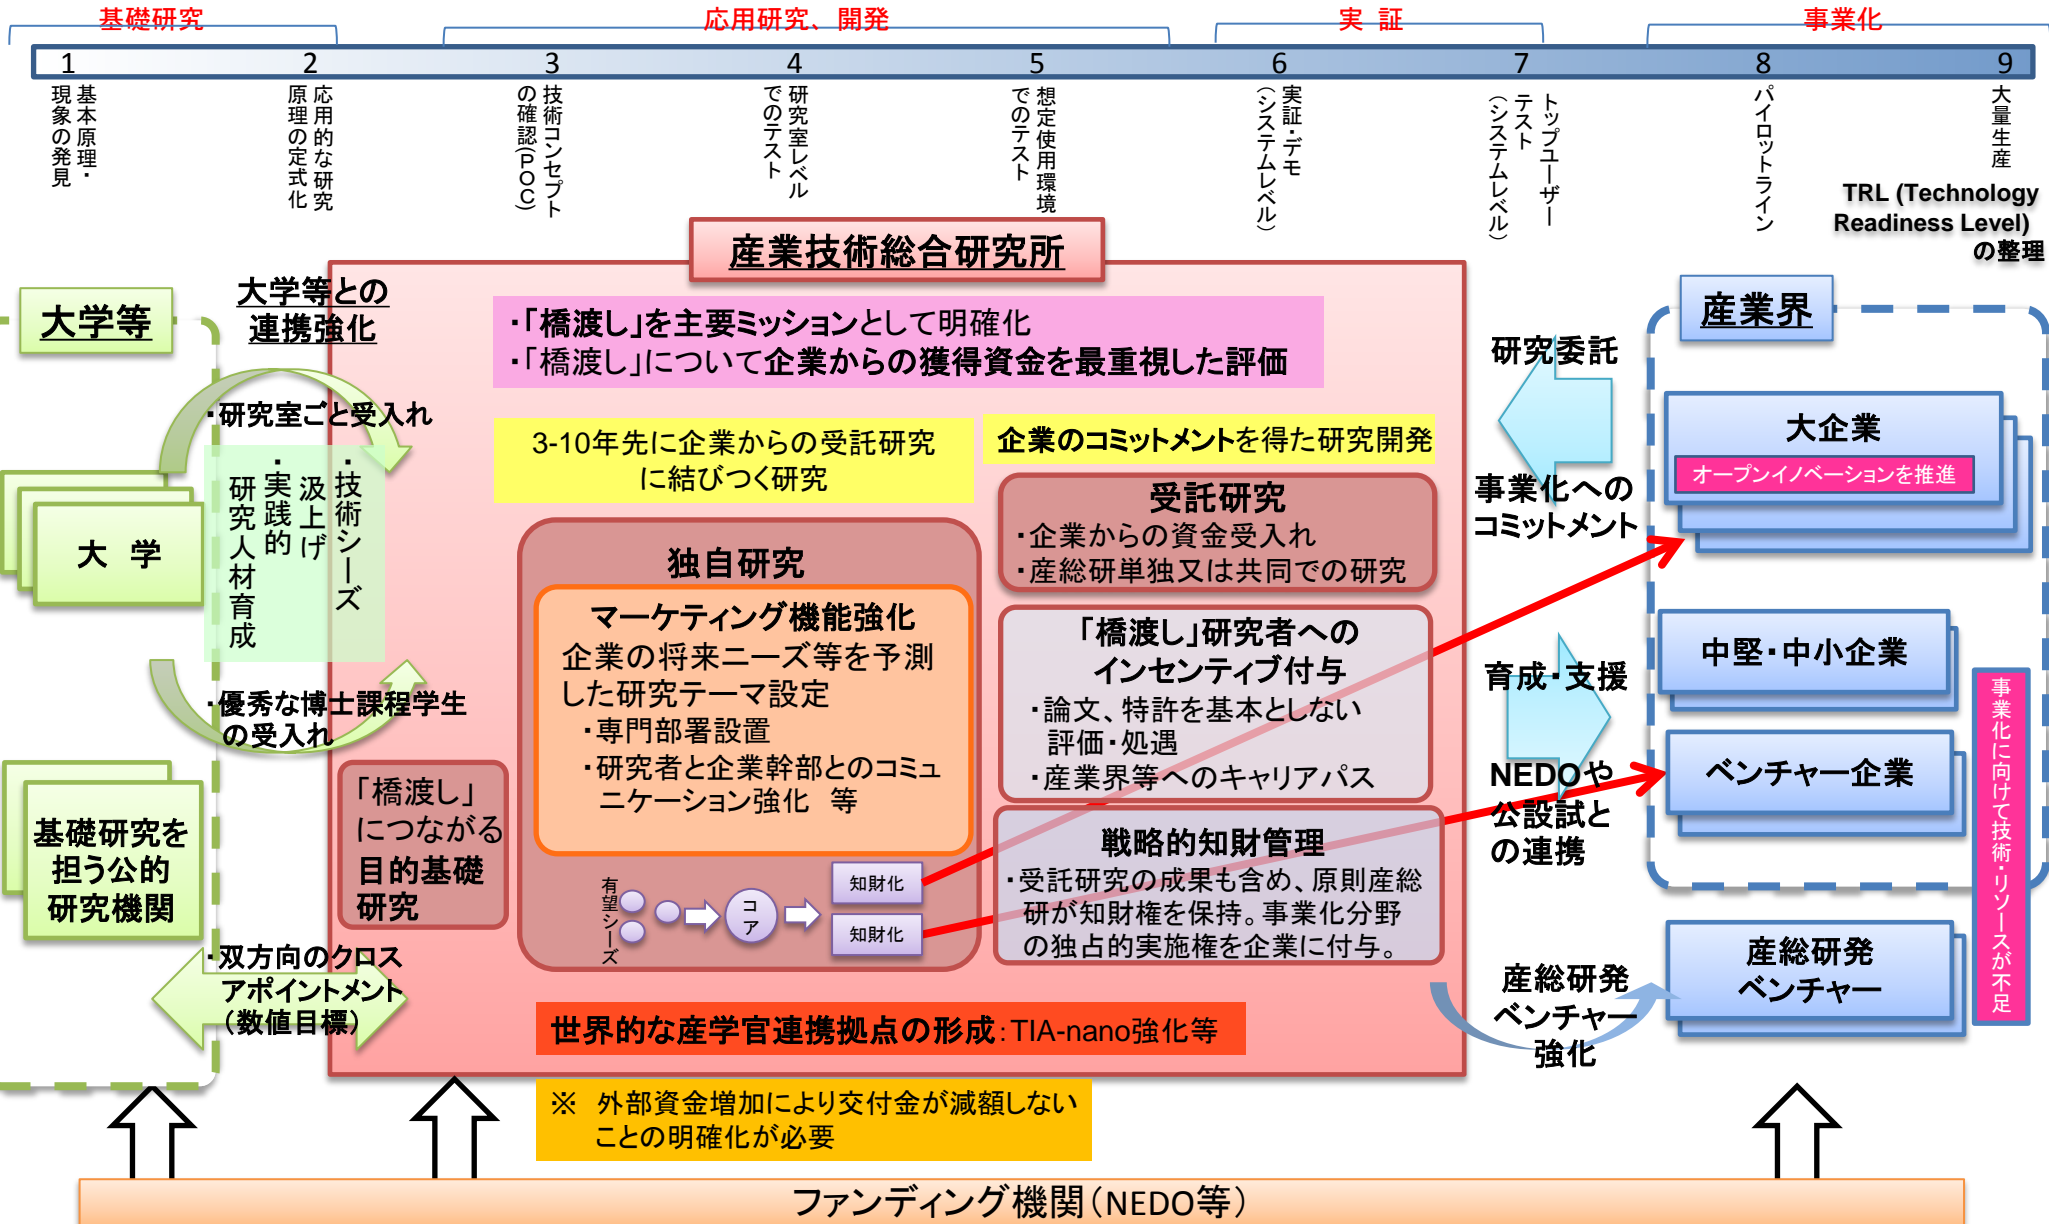 基礎研究
応用研究、開発
実 証
事業化
1
2
3
4
5
6
7
8
9
基本原理・
現象の発見
応用的な研究
原理の定式化
技術コンセプト
の確認(POC)
研究室レベル
でのテスト
想定使用環境
でのテスト
実証・デモ
（システムレベル）
トップユーザー
テスト
（システムレベル）
パイロットライン
大量生産
TRL (Technology
Readiness Level)
の整理
産業技術総合研究所
大学等
大学等との
連携強化
・研究室ごと受入れ
・技術シーズ
汲上げ
・実践的
研究人材育成
大 学
・優秀な博士課程学生
の受入れ
基礎研究を
担う公的
研究機関
・双方向のクロス
アポイントメント
（数値目標）
・「橋渡し」を主要ミッションとして明確化
・「橋渡し」について企業からの獲得資金を最重視した評価
3-10年先に企業からの受託研究
に結びつく研究
企業のコミットメントを得た研究開発
「橋渡し」
につながる
目的基礎
研究
独自研究
マーケティング機能強化
企業の将来ニーズ等を予測
した研究テーマ設定
・専門部署設置
・研究者と企業幹部とのコミュ
ニケーション強化 等
有望シーズ
コア
知財化
知財化
受託研究
・企業からの資金受入れ
・産総研単独又は共同での研究
「橋渡し」研究者への
インセンティブ付与
・論文、特許を基本としない
評価・処遇
・産業界等へのキャリアパス
戦略的知財管理
・受託研究の成果も含め、原則産総
研が知財権を保持。事業化分野
の独占的実施権を企業に付与。
世界的な産学官連携拠点の形成：TIA-nano強化等
※ 外部資金増加により交付金が減額しない
ことの明確化が必要
研究委託
事業化への
コミットメント
育成・支援
NEDOや
公設試と
の連携
産総研発
ベンチャー
強化
産業界
大企業
オープンイノベーションを推進
中堅・中小企業
ベンチャー企業
産総研発
ベンチャー
事業化に向けて技術・リソースが不足
ファンディング機関（NEDO等）